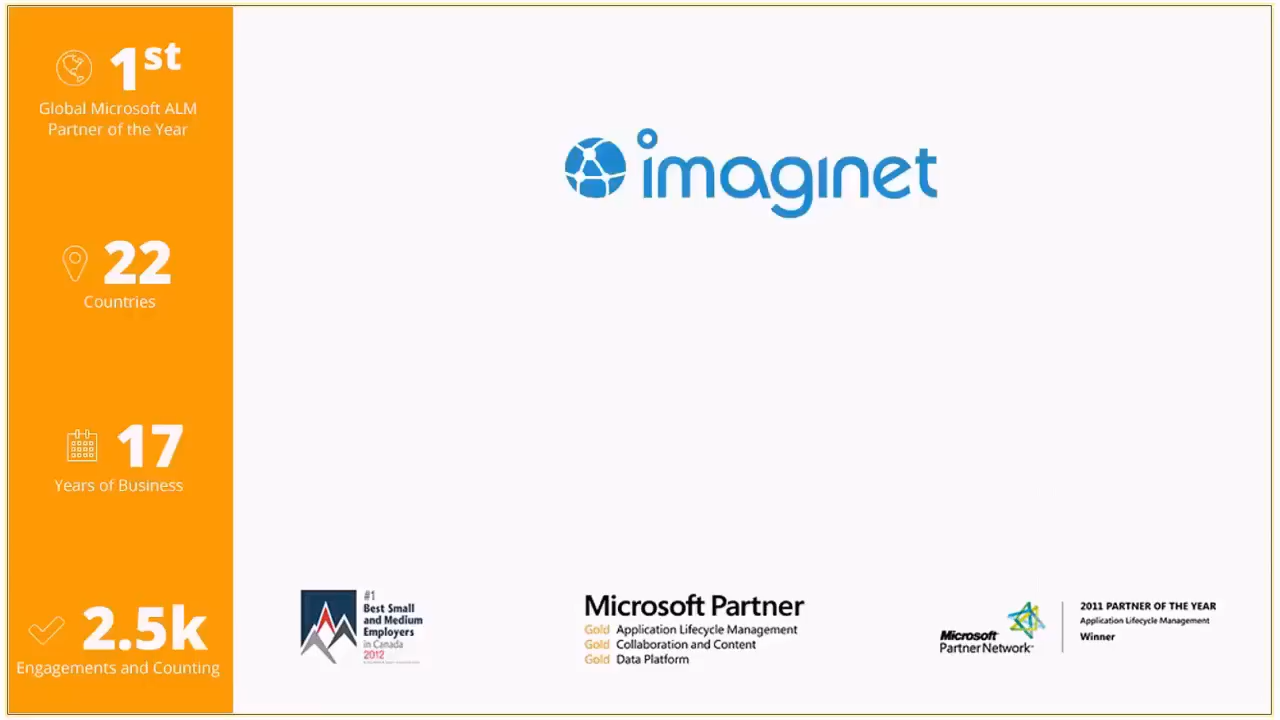 1st
Global Microsoft ALM
Partner of the Year
22
Countries
17
Years of Business
2.5k
Engagements and Counting
imaginet
#1
Best Small
and Medium
Employers
in Canada
2012
Microsoft Partner
Gold Application Lifecycle Management
Gold Collaboration and Content
Gold Data Platform
Microsoft
Partner Network
2011 PARTNER OF THE YEAR
Application Lifecycle Management
Winner